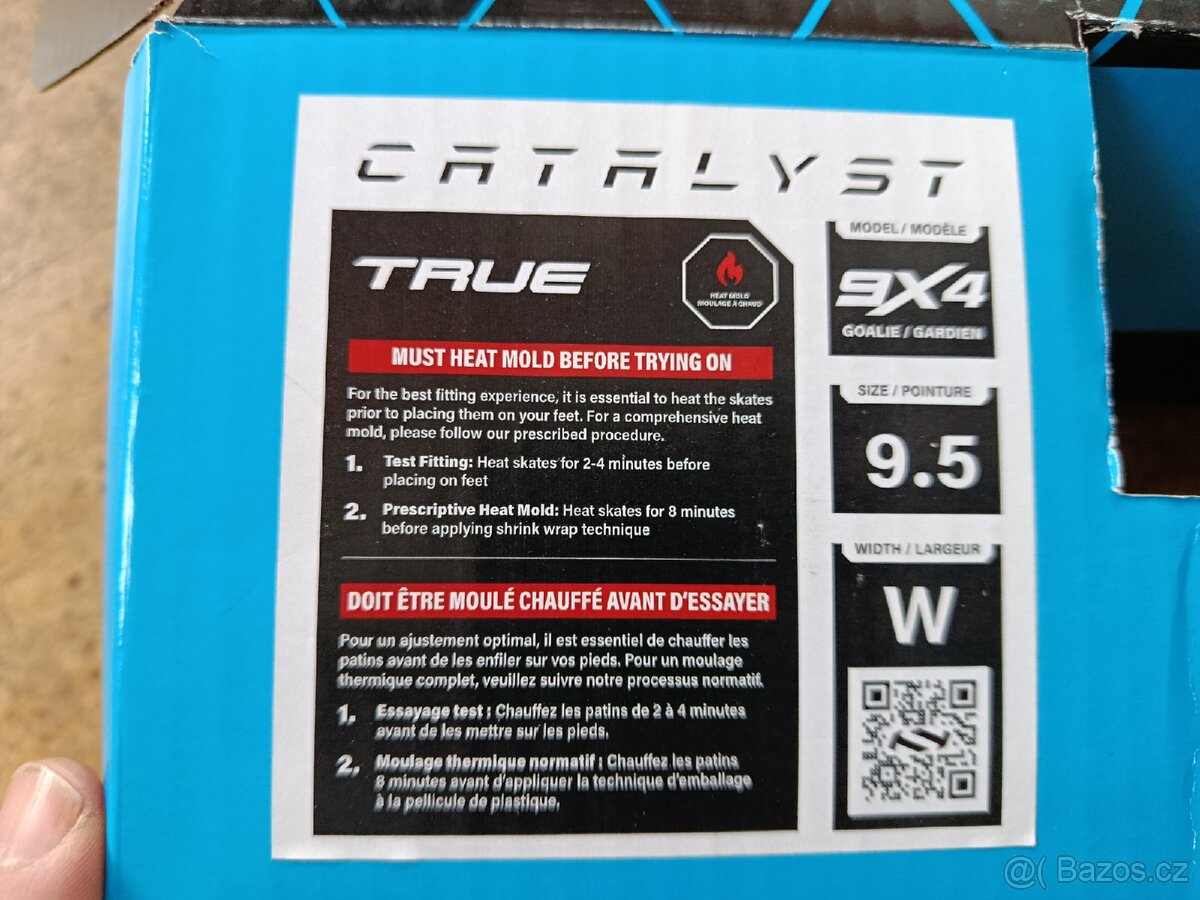 CATALYST
TRUE
HEAT MOLD
MOULAGE À CHAUD
MUST HEAT MOLD BEFORE TRYING ON
For the best fitting experience, it is essential to heat the skates
prior to placing them on your feet. For a comprehensive heat
mold, please follow our prescribed procedure.
1. Test Fitting: Heat skates for 2-4 minutes before
placing on feet
2. Prescriptive Heat Mold: Heat skates for 8 minutes
before applying shrink wrap technique
DOIT ÊTRE MOULÉ CHAUFFÉ AVANT D'ESSAYER
Pour un ajustement optimal, il est essentiel de chauffer les
patins avant de les enfiler sur vos pieds. Pour un moulage
thermique complet, veuillez suivre notre processus normatif.
1. Essayage test : Chauffez les patins de 2 à 4 minutes
avant de les mettre sur les pieds.
2. Moulage thermique normatif : Chauffez les patins
8 minutes avant d'appliquer la technique d'emballage
à la pellicule de plastique.
MODEL / MODÈLE
9X4
GOALIE / GARDIEN
SIZE / POINTURE
9.5
WIDTH / LARGEUR
W
@( Bazos.cz